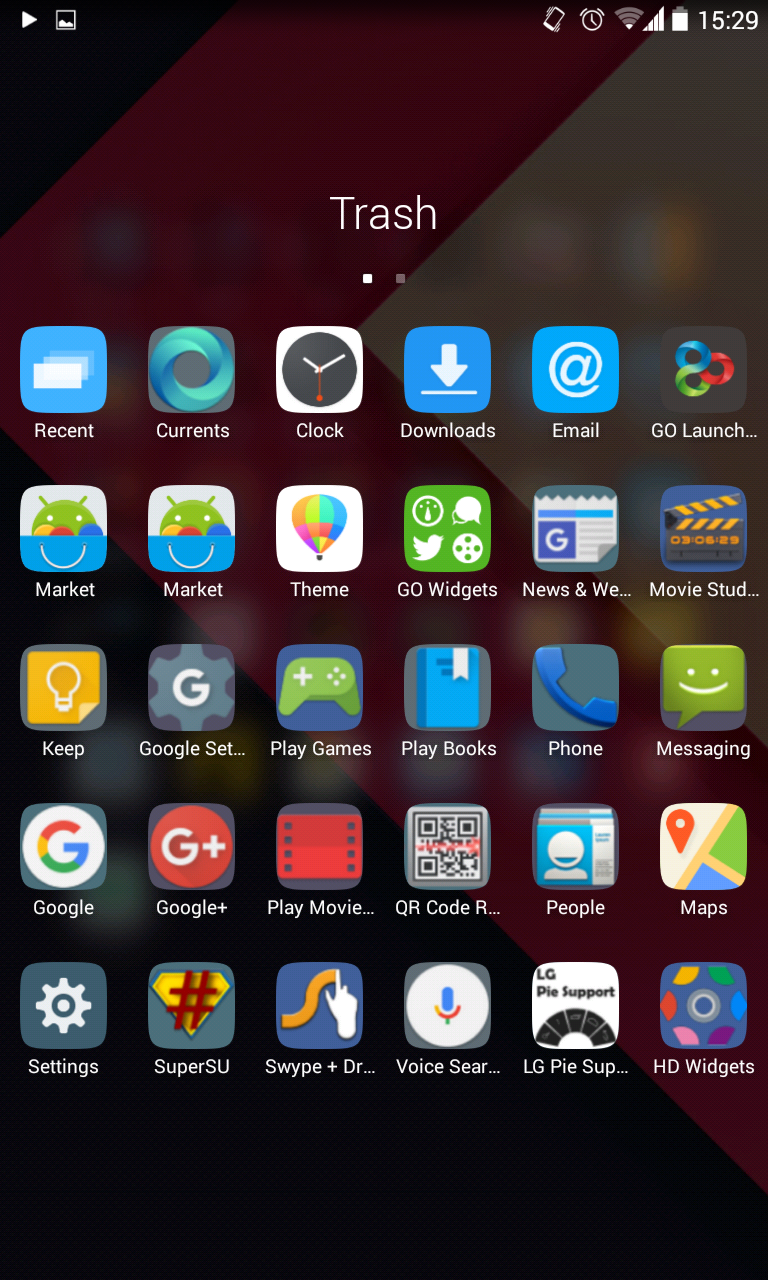 15:29
Trash
Recent
Currents
Clock
Downloads
Email
GO Launch...
Market
Market
Theme
GO Widgets
G
News & We...
03:06:29
Movie Stud...
Keep
G
Google Set...
Play Games
Play Books
Phone
Messaging
G
Google
G+
Google+
Play Movie...
QR Code R...
People
Maps
Settings
#
SuperSU
Swype + Dr...
Voice Sear...
LG
Pie Support
LG Pie Sup...
HD Widgets